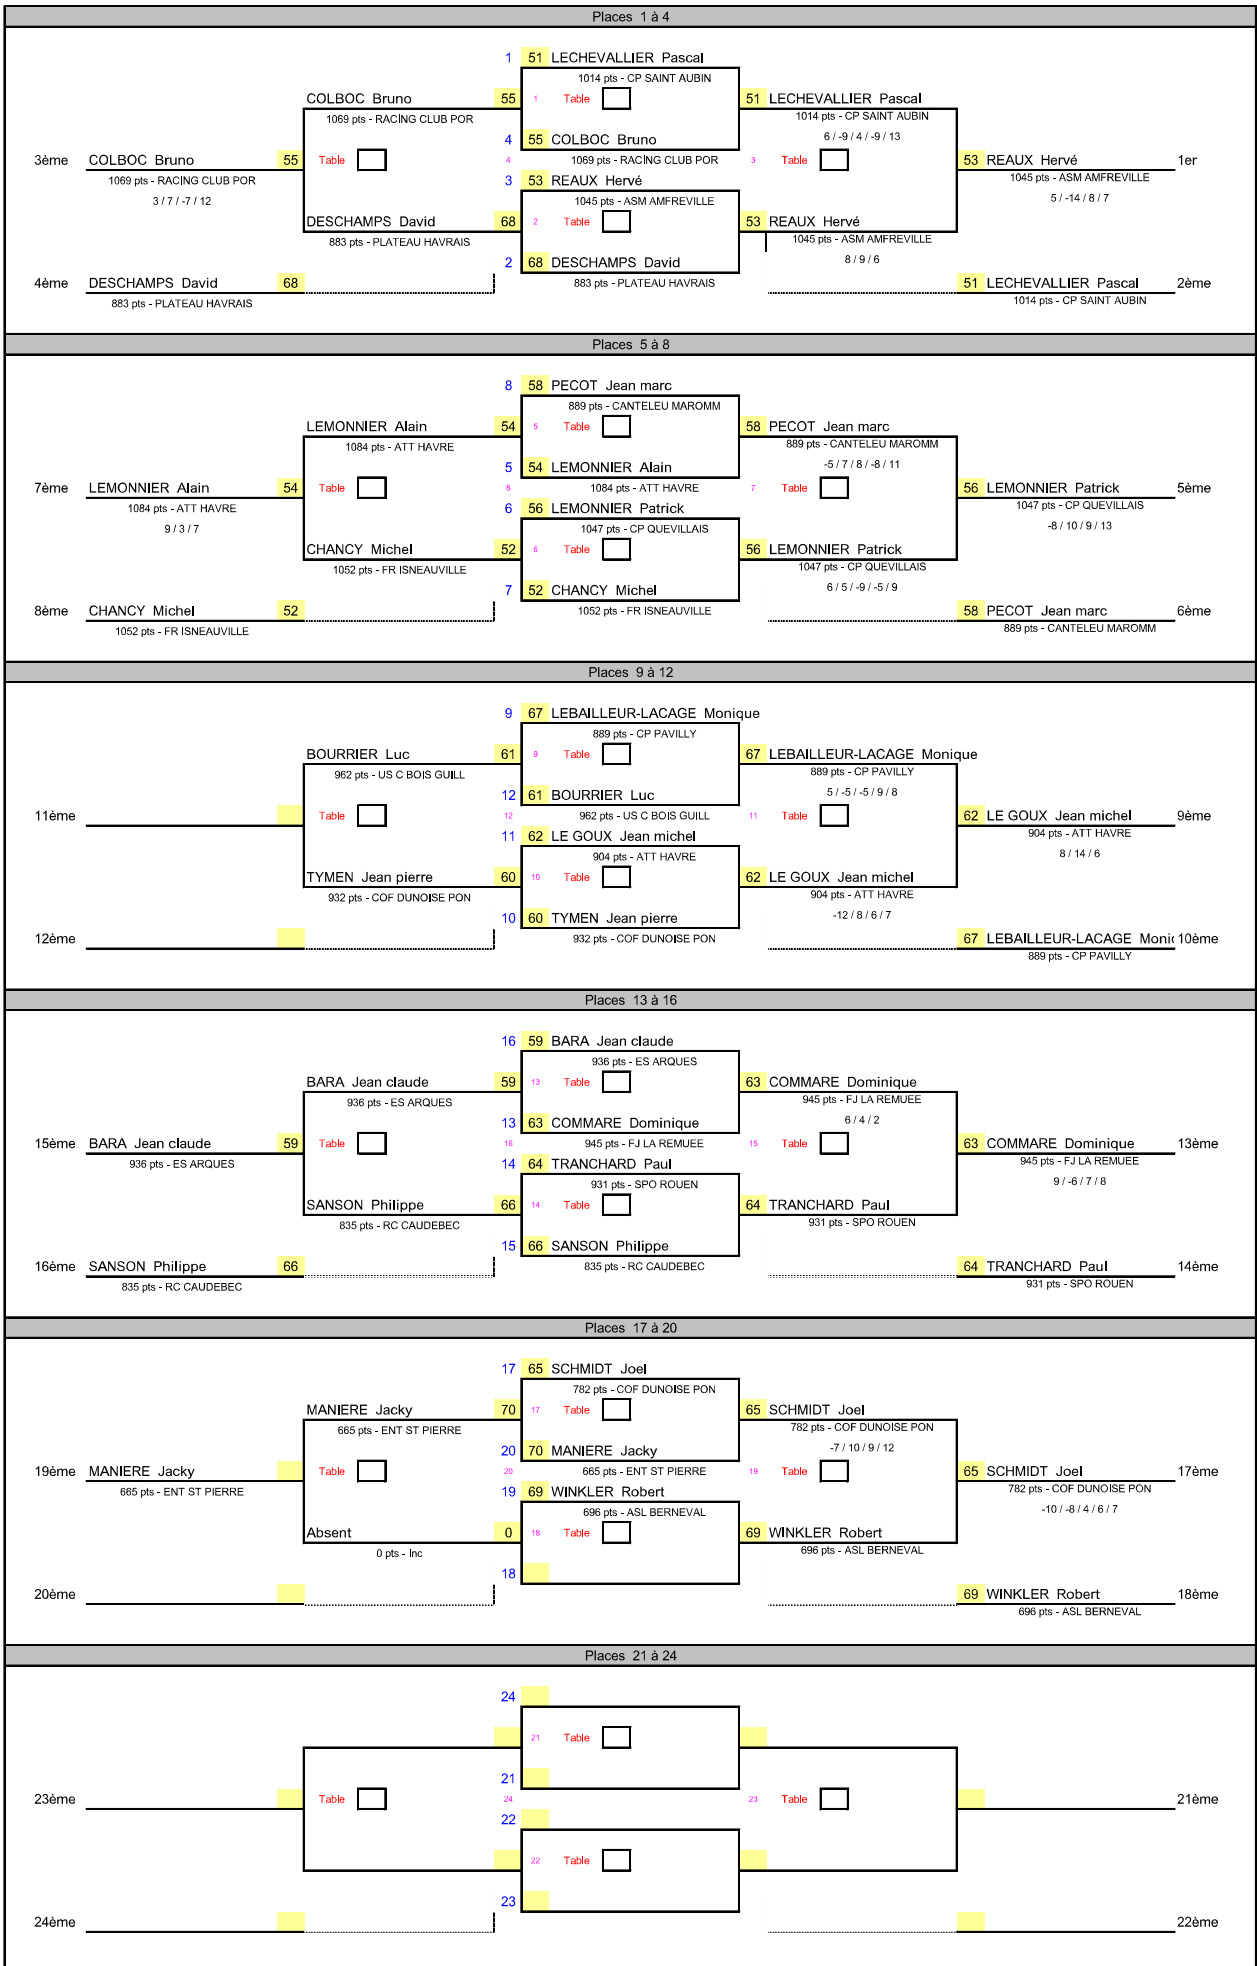 Places 1 à 4
1 51 LECHEVALLIER Pascal
1014 pts - CP SAINT AUBIN
COLBOC Bruno 55 1 Table 51 LECHEVALLIER Pascal
1069 pts - RACING CLUB POR 1014 pts - CP SAINT AUBIN
4 55 COLBOC Bruno 6 / -9 / 4 / -9 / 13
3ème COLBOC Bruno 55 Table 4 1069 pts - RACING CLUB POR 3 Table 53 REAUX Hervé 1er
1069 pts - RACING CLUB POR 3 53 REAUX Hervé 1045 pts - ASM AMFREVILLE
3 / 7 / -7 / 12 1045 pts - ASM AMFREVILLE 5 / -14 / 8 / 7
DESCHAMPS David 68 2 Table 53 REAUX Hervé
883 pts - PLATEAU HAVRAIS 1045 pts - ASM AMFREVILLE
2 68 DESCHAMPS David 8 / 9 / 6
4ème DESCHAMPS David 68 883 pts - PLATEAU HAVRAIS 51 LECHEVALLIER Pascal 2ème
883 pts - PLATEAU HAVRAIS 1014 pts - CP SAINT AUBIN
Places 5 à 8
8 58 PECOT Jean marc
889 pts - CANTELEU MAROMM
LEMONNIER Alain 54 5 Table 58 PECOT Jean marc
1084 pts - ATT HAVRE 889 pts - CANTELEU MAROMM
5 54 LEMONNIER Alain -5 / 7 / 8 / -8 / 11
7ème LEMONNIER Alain 54 Table 8 1084 pts - ATT HAVRE 7 Table 56 LEMONNIER Patrick 5ème
1084 pts - ATT HAVRE 6 56 LEMONNIER Patrick 1047 pts - CP QUEVILLAIS
9 / 3 / 7 1047 pts - CP QUEVILLAIS -8 / 10 / 9 / 13
CHANCY Michel 52 6 Table 56 LEMONNIER Patrick
1052 pts - FR ISNEAUVILLE 1047 pts - CP QUEVILLAIS
7 52 CHANCY Michel 6 / 5 / -9 / -5 / 9
8ème CHANCY Michel 52 1052 pts - FR ISNEAUVILLE 58 PECOT Jean marc 6ème
1052 pts - FR ISNEAUVILLE 889 pts - CANTELEU MAROMM
Places 9 à 12
9 67 LEBAILLEUR-LACAGE Monique
889 pts - CP PAVILLY
BOURRIER Luc 61 9 Table 67 LEBAILLEUR-LACAGE Monique
962 pts - US C BOIS GUILL 889 pts - CP PAVILLY
12 61 BOURRIER Luc 5 / -5 / -5 / 9 / 8
11ème Table 12 962 pts - US C BOIS GUILL 11 Table 62 LE GOUX Jean michel 9ème
11 62 LE GOUX Jean michel 904 pts - ATT HAVRE
904 pts - ATT HAVRE 8 / 14 / 6
TYMEN Jean pierre 60 10 Table 62 LE GOUX Jean michel
932 pts - COF DUNOISE PON 904 pts - ATT HAVRE
10 60 TYMEN Jean pierre -12 / 8 / 6 / 7
12ème 932 pts - COF DUNOISE PON 67 LEBAILLEUR-LACAGE Moni 10ème
889 pts - CP PAVILLY
Places 13 à 16
16 59 BARA Jean claude
936 pts - ES ARQUES
BARA Jean claude 59 13 Table 63 COMMARE Dominique
936 pts - ES ARQUES 945 pts - FJ LA REMUEE
13 63 COMMARE Dominique 6 / 4 / 2
15ème BARA Jean claude 59 Table 16 945 pts - FJ LA REMUEE 15 Table 63 COMMARE Dominique 13ème
936 pts - ES ARQUES 14 64 TRANCHARD Paul 945 pts - FJ LA REMUEE
931 pts - SPO ROUEN 9 / -6 / 7 / 8
SANSON Philippe 66 14 Table 64 TRANCHARD Paul
835 pts - RC CAUDEBEC 931 pts - SPO ROUEN
15 66 SANSON Philippe
16ème SANSON Philippe 66 835 pts - RC CAUDEBEC 64 TRANCHARD Paul 14ème
835 pts - RC CAUDEBEC 931 pts - SPO ROUEN
Places 17 à 20
17 65 SCHMIDT Joel
782 pts - COF DUNOISE PON
MANIERE Jacky 70 17 Table 65 SCHMIDT Joel
665 pts - ENT ST PIERRE 782 pts - COF DUNOISE PON
20 70 MANIERE Jacky -7 / 10 / 9 / 12
19ème MANIERE Jacky Table 20 665 pts - ENT ST PIERRE 19 Table 65 SCHMIDT Joel 17ème
665 pts - ENT ST PIERRE 19 69 WINKLER Robert 782 pts - COF DUNOISE PON
696 pts - ASL BERNEVAL -10 / -8 / 4 / 6 / 7
Absent 0 18 Table 69 WINKLER Robert
0 pts - Inc 696 pts - ASL BERNEVAL
18
20ème 69 WINKLER Robert 18ème
696 pts - ASL BERNEVAL
Places 21 à 24
24
21 Table
21
23ème Table 24 23 Table 21ème
22
22 Table
23
24ème 22ème